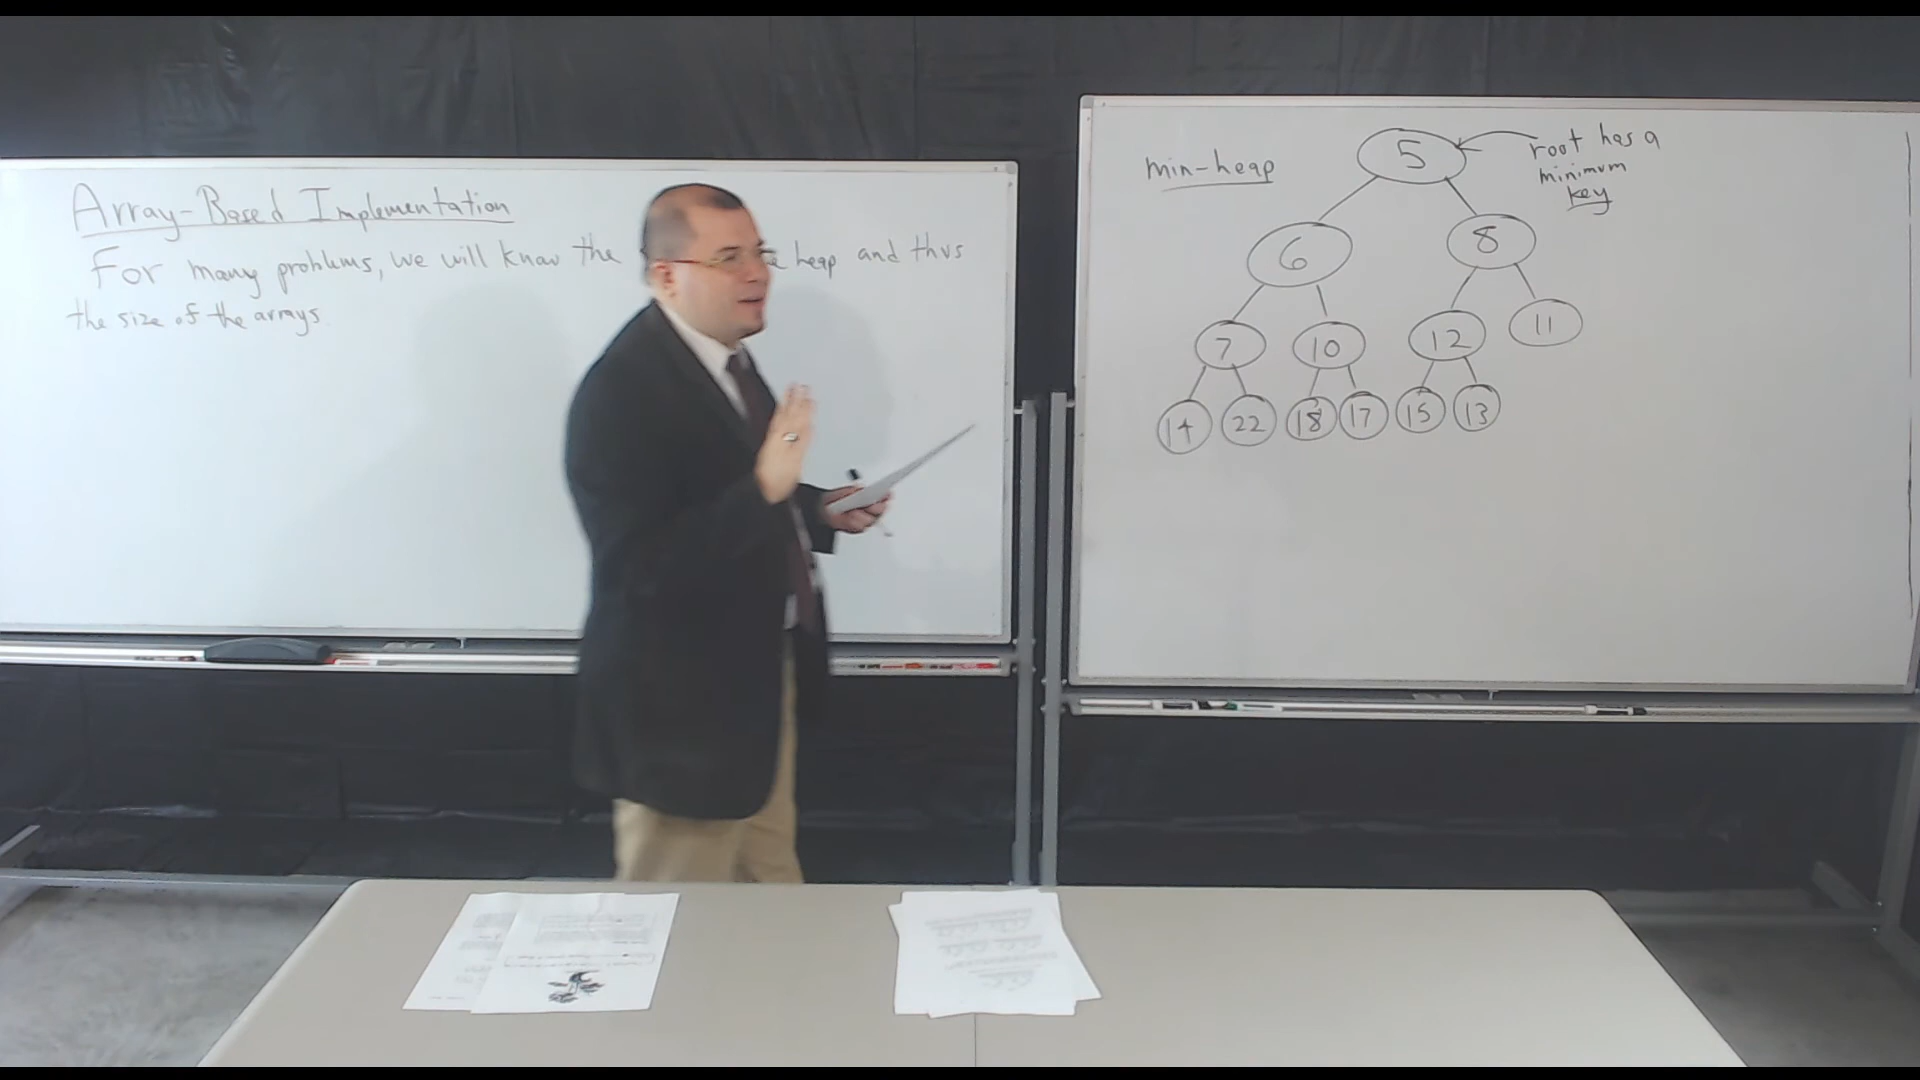 Array-Based Implementation
For many problems, we will know the heap and thus
the size of the arrays.
min-heap
root has a
minimum
key
5
6 8
7 10 12 11
14 22 18 17 15 13